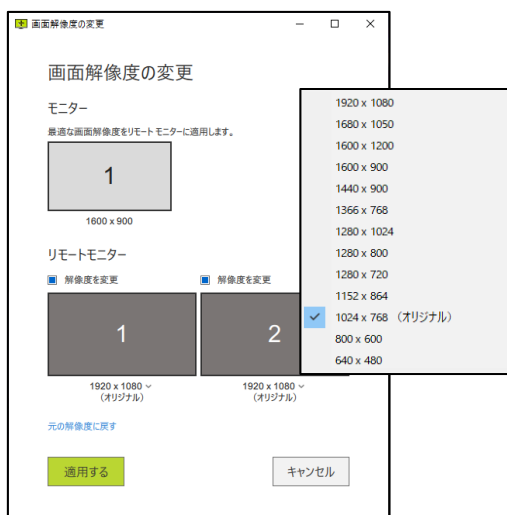 画面解像度の変更
画面解像度の変更
モニター
最適な画面解像度をリモートモニターに適用します。
1
1600 x 900
リモートモニター
解像度を変更
解像度を変更
1
2
1920 x 1080
(オリジナル)
1920 x 1080
(オリジナル)
元の解像度に戻す
適用する
キャンセル
1920 x 1080
1680 x 1050
1600 x 1200
1600 x 900
1440 x 900
1366 x 768
1280 x 1024
1280 x 800
1280 x 720
1152 x 864
1024 x 768 (オリジナル)
800 x 600
640 x 480